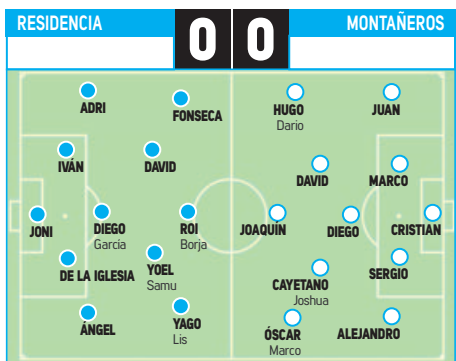 RESIDENCIA 0 0 MONTAÑEROS
ADRI
FONSECA
IVÁN
DAVID
JONI
DIEGO
García
ROI
Borja
DE LA IGLESIA
YOEL
Samu
ÁNGEL
YAGO
Lis
HUGO
Dario
JUAN
DAVID
MARCO
JOAQUÍN
DIEGO
CRISTIAN
CAYETANO
Joshua
SERGIO
ÓSCAR
Marco
ALEJANDRO